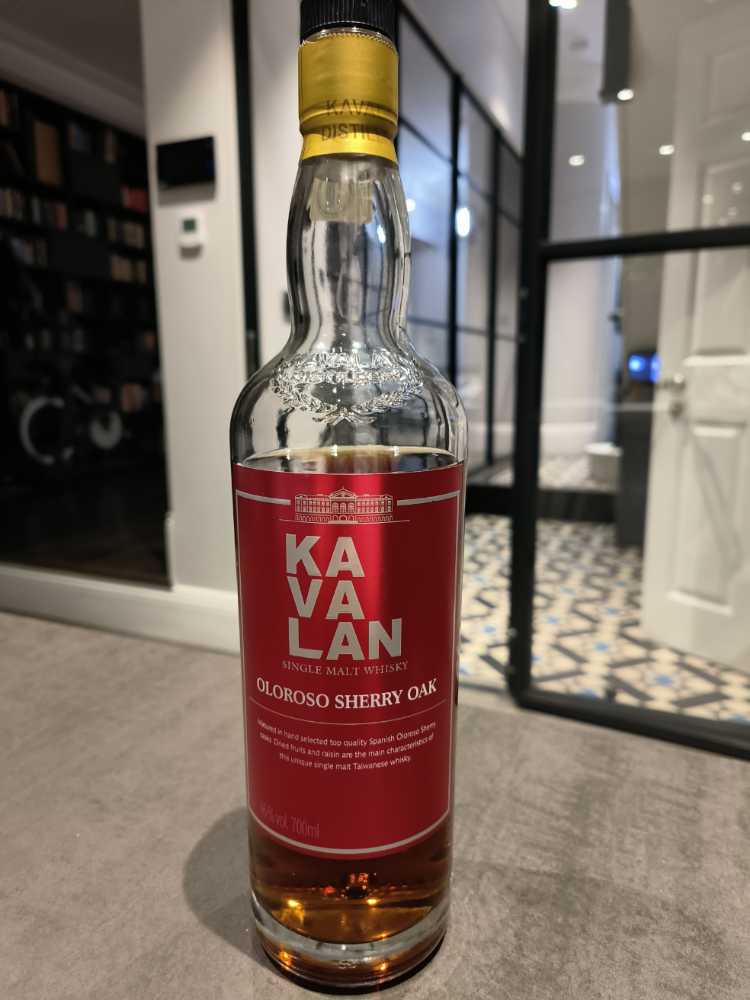 KAVA
DISTIL
KA
VA
LAN
SINGLE MALT WHISKY
OLOROSO SHERRY OAK
Matured in hand selected top quality Spanish Oloroso Sherry
casks. Dried fruits and raisin are the main characteristics of
this unique single malt Taiwanese whisky.
46%vol 700ml